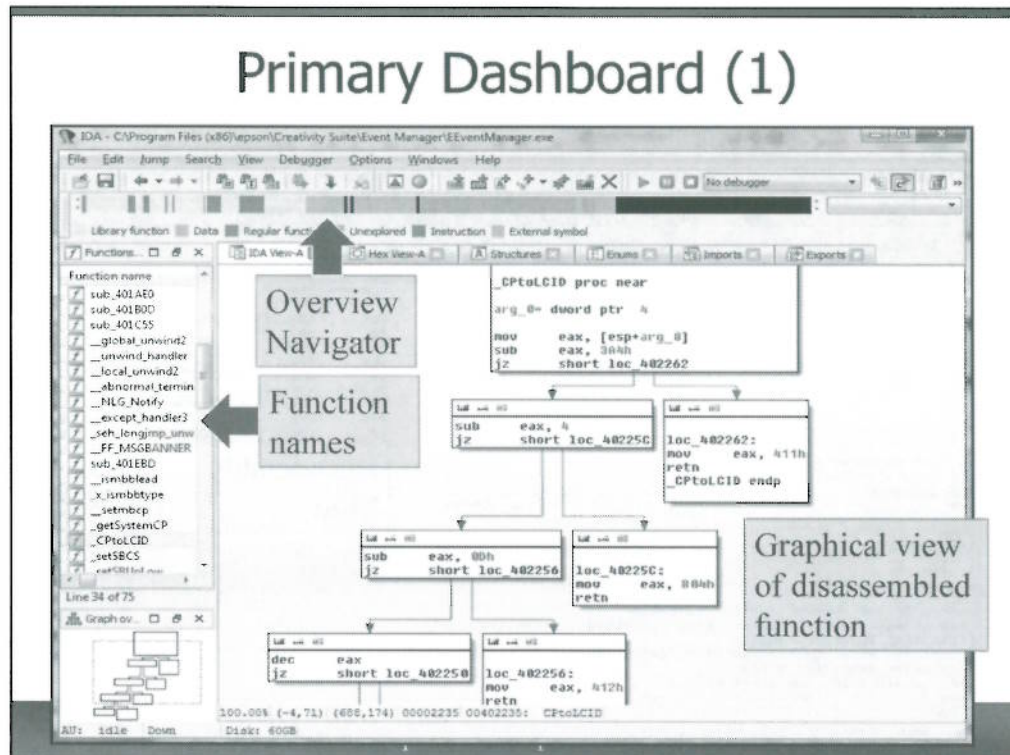 Primary Dashboard (1)
IDA - C:\Program Files (x86)\epson\Creativity Suite\Event Manager\EEventManager.exe
File Edit Jump Search View Debugger Options Windows Help
No debugger
Library function Data Regular function Unexplored Instruction External symbol
Functions...
IDA View-A Hex View-A Structures Enums Imports Exports
Function name
sub_401AE0
sub_401B0D
sub_401C55
__global_unwind2
__unwind_handler
__local_unwind2
__abnormal_termin
__NLG_Notify
__except_handler3
_seh_longjmp_unw
__FF_MSGBANNER
sub_401EBD
__ismbblead
_x_ismbbtype
__setmbcp
_getSystemCP
_CPtoLCID
_setSBCS
Line 34 of 75
Graph ov...
Overview
Navigator
Function
names
_CPtoLCID proc near
arg_0= dword ptr 4
mov eax, [esp+arg_0]
sub eax, 3A4h
jz short loc_402262
sub eax, 4
jz short loc_40225C
loc_402262:
mov eax, 411h
retn
_CPtoLCID endp
sub eax, 0Dh
jz short loc_402256
loc_40225C:
mov eax, 804h
retn
Graphical view
of disassembled
function
dec eax
jz short loc_402250
loc_402256:
mov eax, 412h
retn
100.00% (-4,71) (688,174) 00002235 00402235: CPtoLCID
AU: idle Down Disk: 60GB